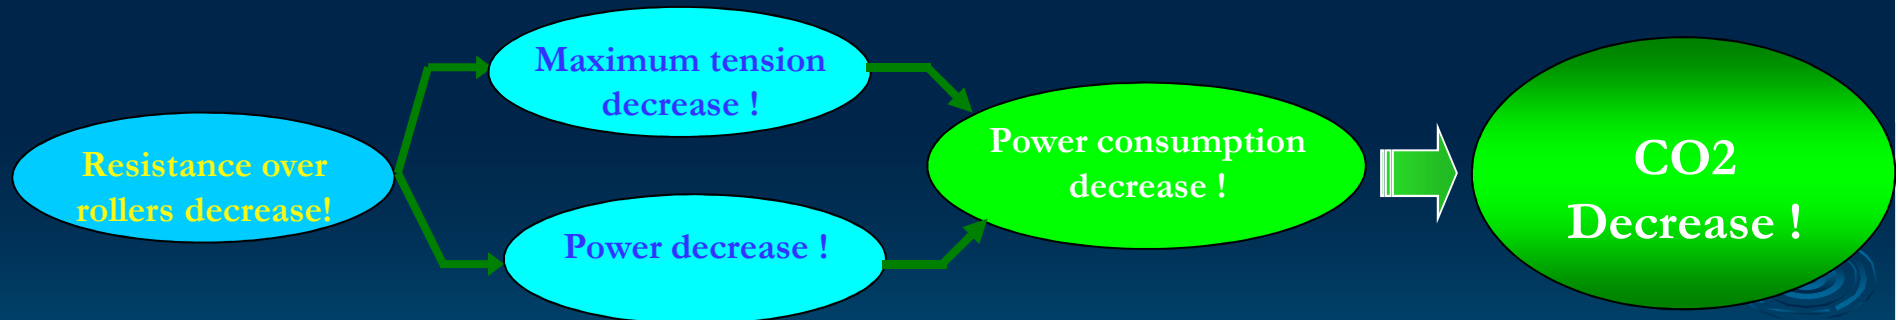 Resistance over
rollers decrease!
Maximum tension
decrease !
Power decrease !
Power consumption
decrease !
CO2
Decrease !